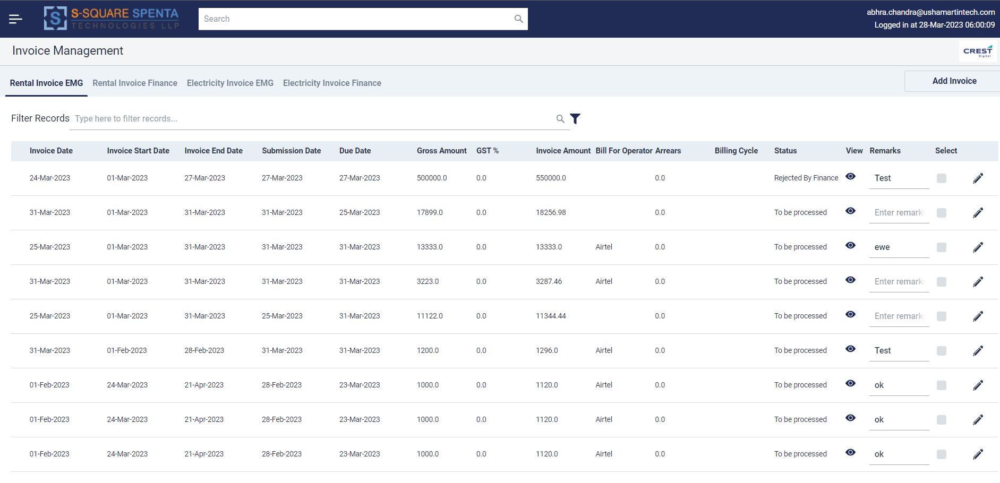 S-SQUARE SPENTA
TECHNOLOGIES LLP
Search
abhra.chandra@ushamartintech.com
Logged in at 28-Mar-2023 06:00:09
Invoice Management
CREST
Digitel
Rental Invoice EMG Rental Invoice Finance Electricity Invoice EMG Electricity Invoice Finance
Add Invoice
Filter Records Type here to filter records...
Invoice Date Invoice Start Date Invoice End Date Submission Date Due Date Gross Amount GST % Invoice Amount Bill For Operator Arrears Billing Cycle Status View Remarks Select
24-Mar-2023 01-Mar-2023 27-Mar-2023 27-Mar-2023 27-Mar-2023 500000.0 0.0 550000.0 0.0 Rejected By Finance Test
31-Mar-2023 01-Mar-2023 31-Mar-2023 31-Mar-2023 25-Mar-2023 17899.0 0.0 18256.98 0.0 To be processed Enter remark
25-Mar-2023 01-Mar-2023 31-Mar-2023 31-Mar-2023 31-Mar-2023 13333.0 0.0 13333.0 Airtel 0.0 To be processed ewe
31-Mar-2023 01-Mar-2023 31-Mar-2023 31-Mar-2023 31-Mar-2023 3223.0 0.0 3287.46 Airtel 0.0 To be processed Enter remark
25-Mar-2023 01-Mar-2023 31-Mar-2023 25-Mar-2023 31-Mar-2023 11122.0 0.0 11344.44 0.0 To be processed Enter remark
31-Mar-2023 01-Feb-2023 28-Feb-2023 31-Mar-2023 31-Mar-2023 1200.0 0.0 1296.0 Airtel 0.0 To be processed Test
01-Feb-2023 24-Mar-2023 21-Apr-2023 28-Feb-2023 23-Mar-2023 1000.0 0.0 1120.0 Airtel 0.0 To be processed ok
01-Feb-2023 24-Mar-2023 21-Apr-2023 28-Feb-2023 23-Mar-2023 1000.0 0.0 1120.0 Airtel 0.0 To be processed ok
01-Feb-2023 24-Mar-2023 21-Apr-2023 28-Feb-2023 23-Mar-2023 1000.0 0.0 1120.0 Airtel 0.0 To be processed ok